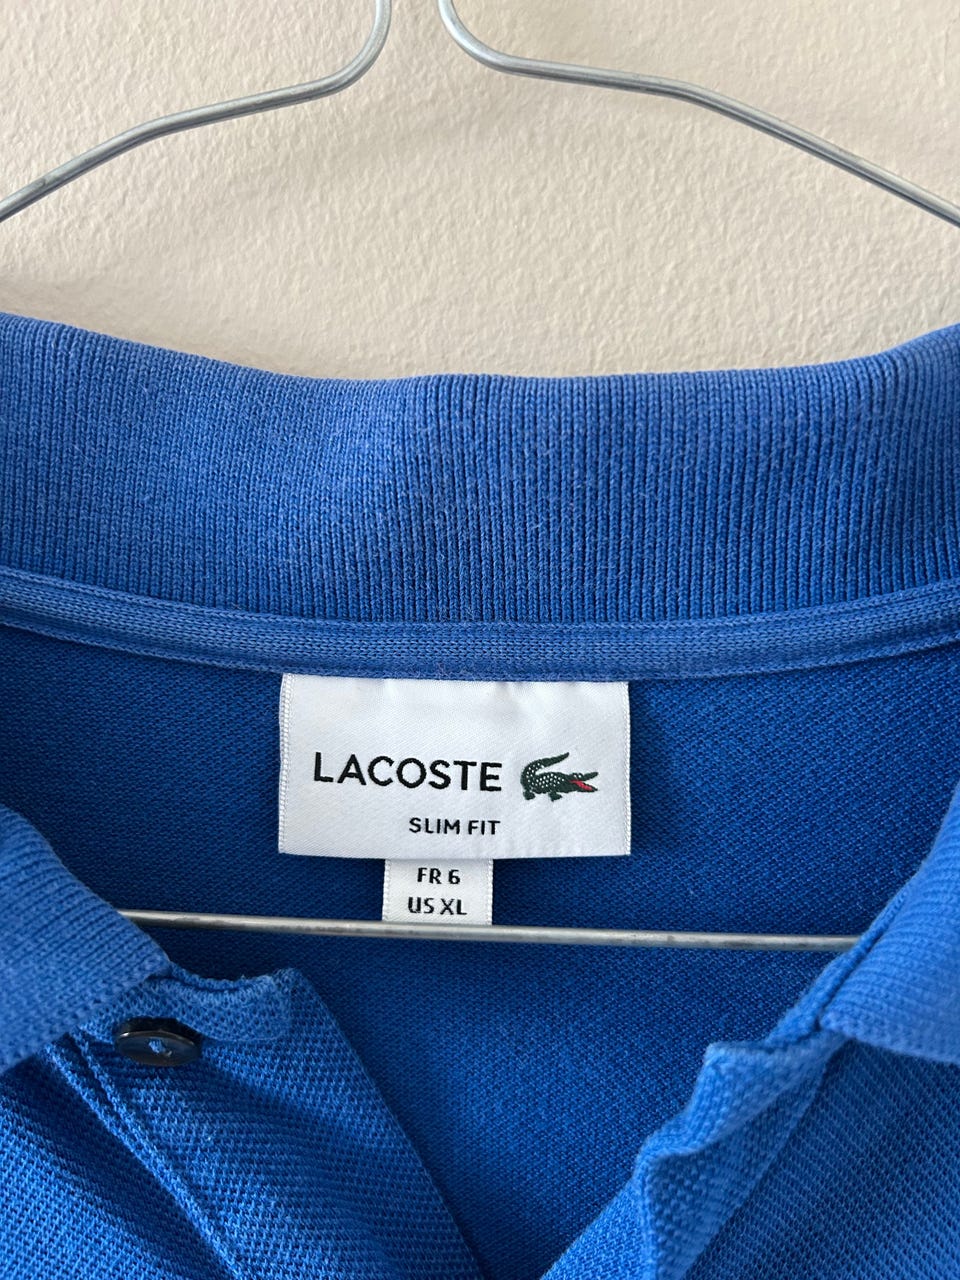 LACOSTE
SLIM FIT
FR 6
US XL